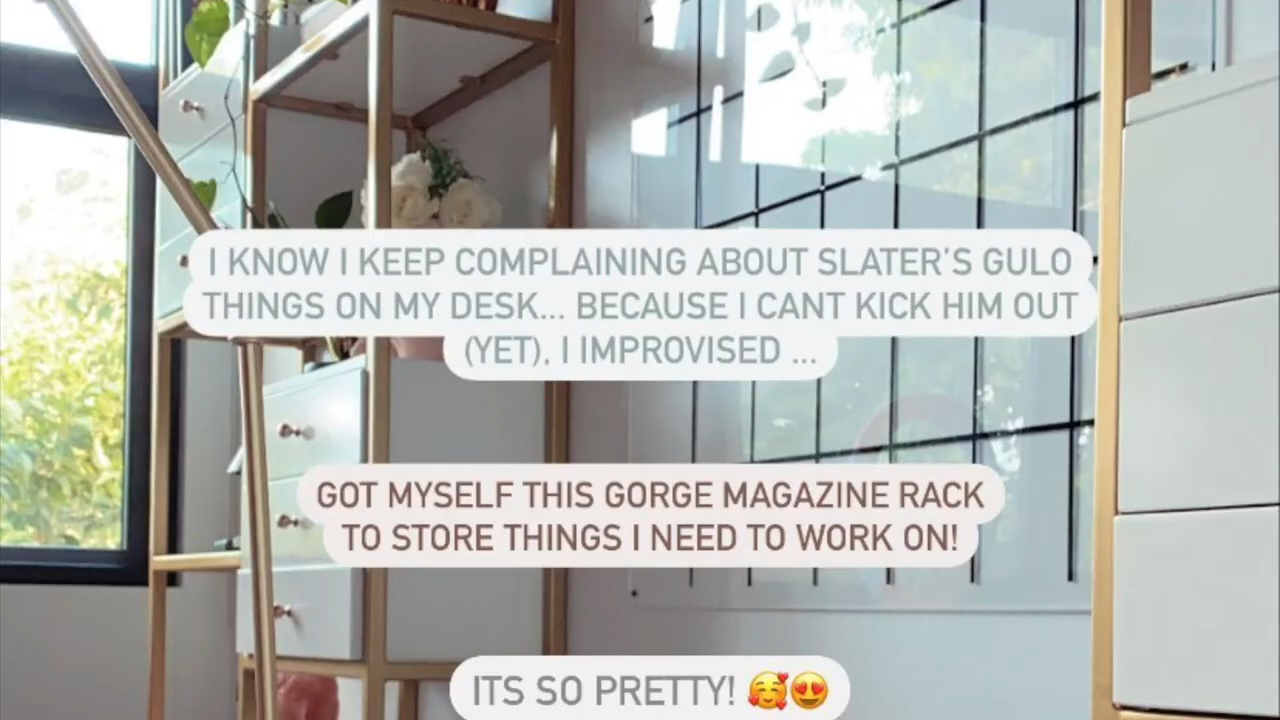 I KNOW I KEEP COMPLAINING ABOUT SLATER'S GULO
THINGS ON MY DESK... BECAUSE I CANT KICK HIM OUT
(YET), I IMPROVISED ...
GOT MYSELF THIS GORGE MAGAZINE RACK
TO STORE THINGS I NEED TO WORK ON!
ITS SO PRETTY! 🥰😍